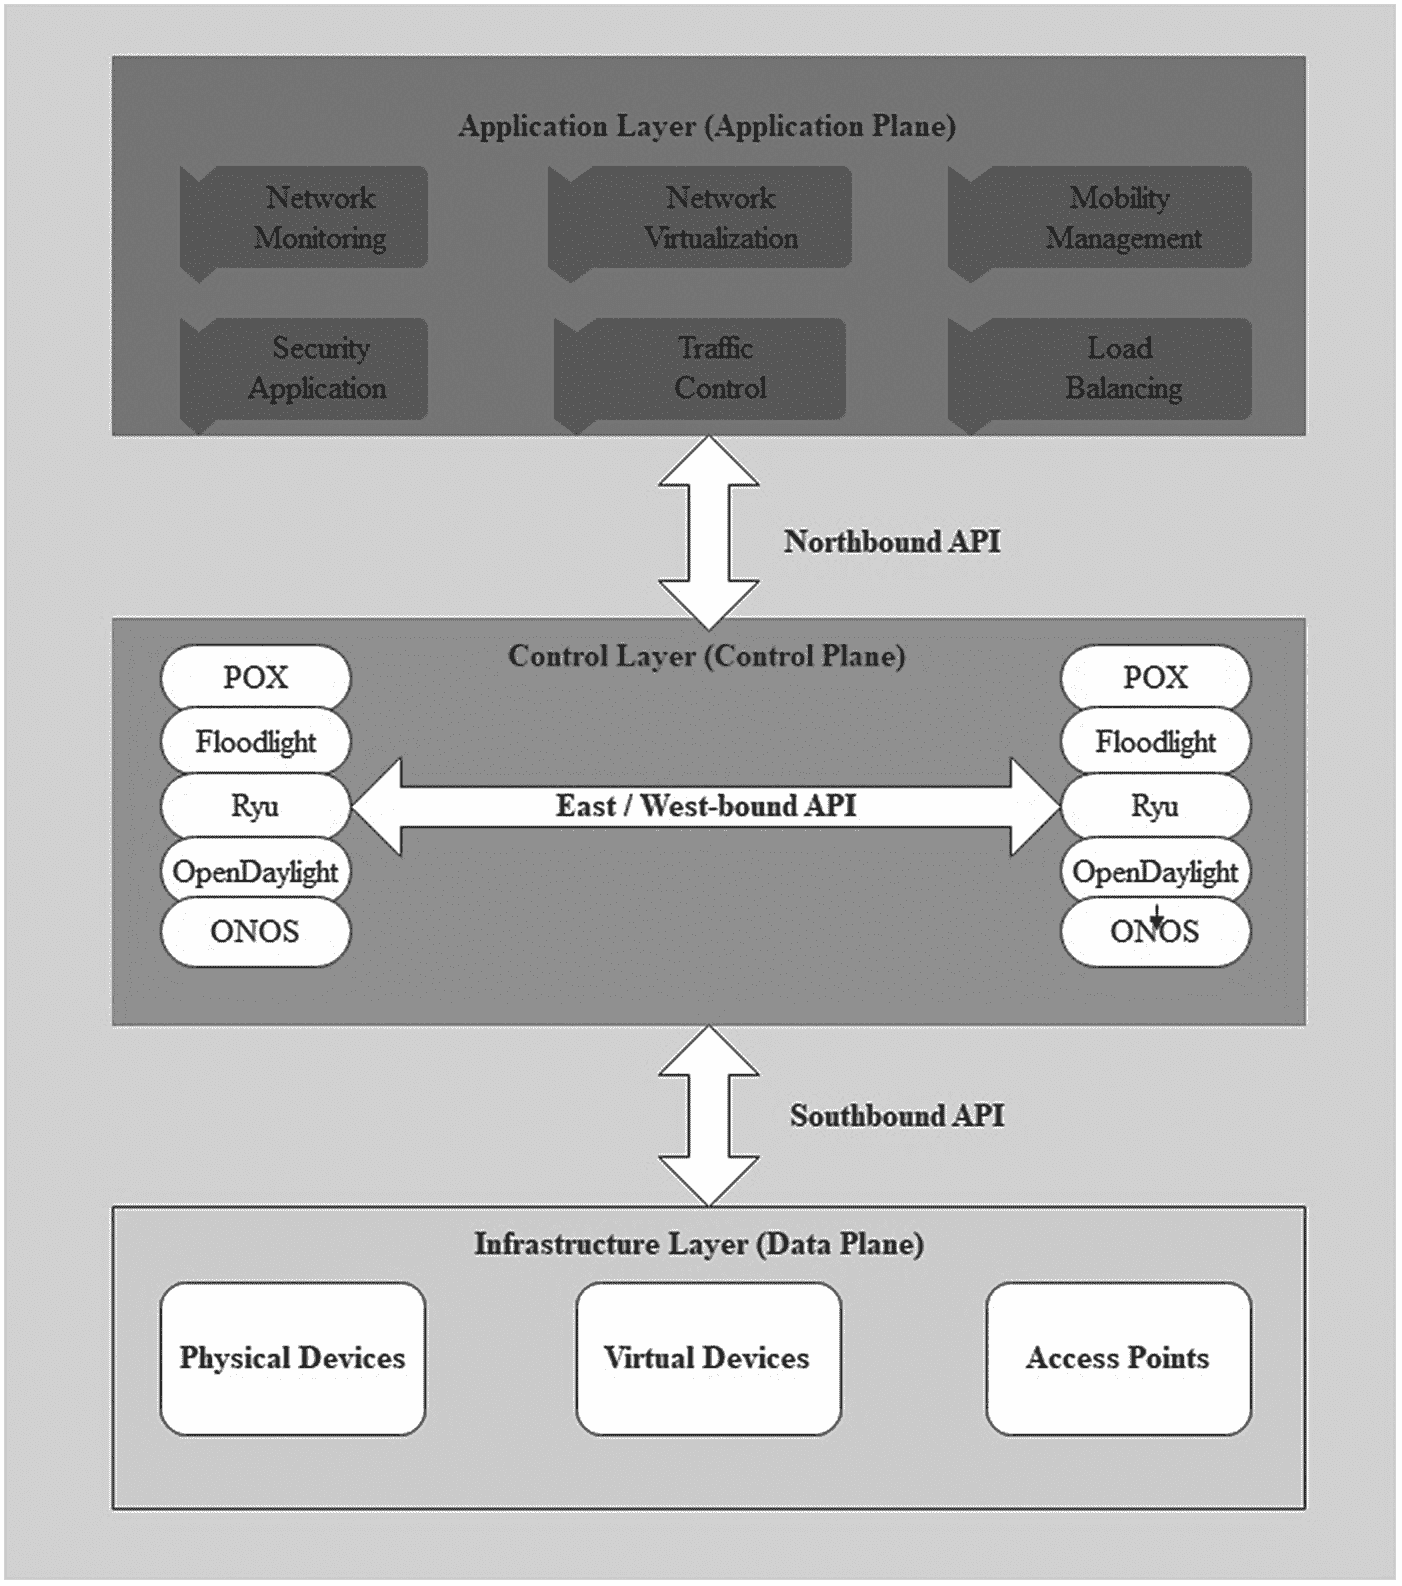 Application Layer (Application Plane)
Network
Monitoring
Network
Virtualization
Mobility
Management
Security
Application
Traffic
Control
Load
Balancing
Northbound API
Control Layer (Control Plane)
POX
Floodlight
Ryu
OpenDaylight
ONOS
East / West-bound API
POX
Floodlight
Ryu
OpenDaylight
ONOS
Southbound API
Infrastructure Layer (Data Plane)
Physical Devices
Virtual Devices
Access Points